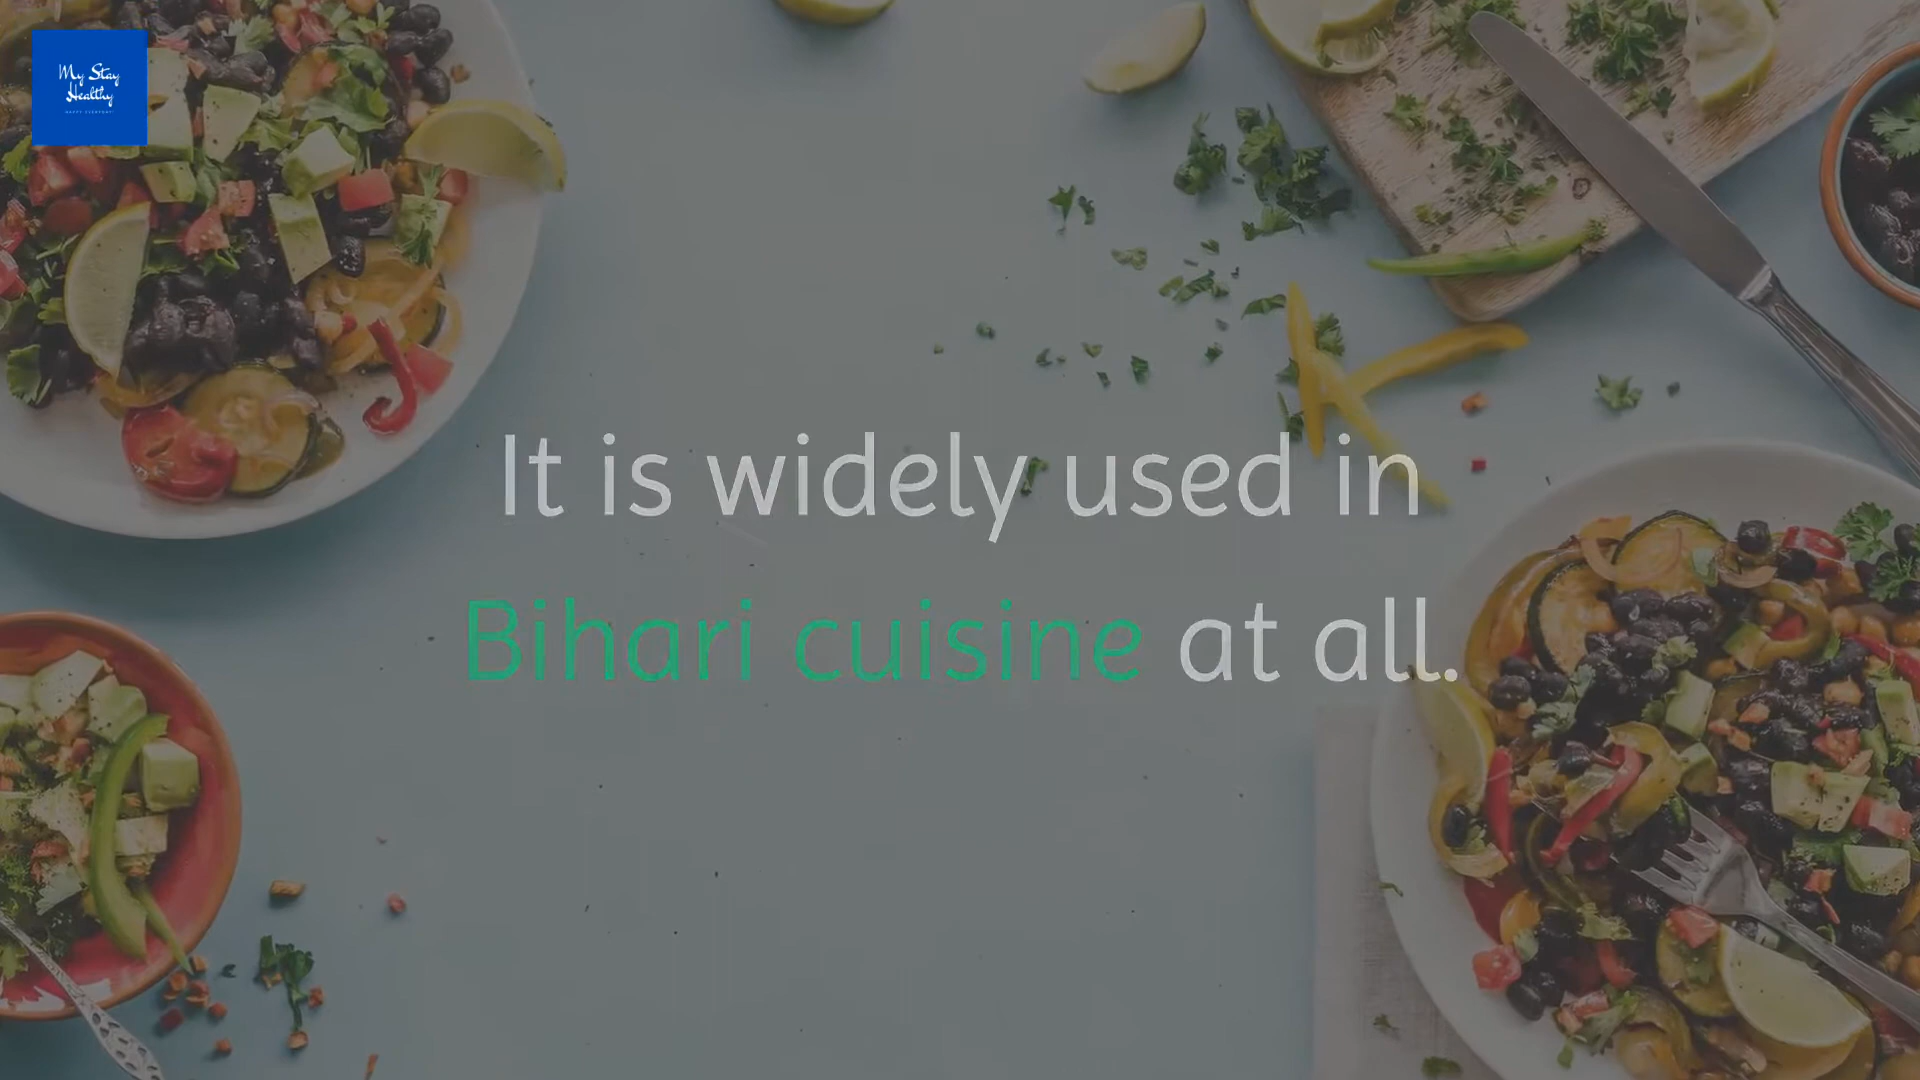 My Stay
Healthy
It is widely used in
Bihari cuisine at all.